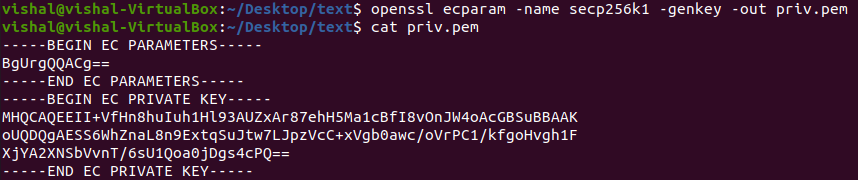 vishal@vishal-VirtualBox:~/Desktop/text$ openssl ecparam -name secp256k1 -genkey -out priv.pem
vishal@vishal-VirtualBox:~/Desktop/text$ cat priv.pem
-----BEGIN EC PARAMETERS-----
BgUrgQQACg==
-----END EC PARAMETERS-----
-----BEGIN EC PRIVATE KEY-----
MHQCAQEEII+VfHn8huIuh1Hl93AUZxAr87ehH5Ma1cBfI8vOnJW4oAcGBSuBBAAK
oUQDQgAESS6WhZnaL8n9ExtqSuJtw7LJpzVcC+xVgb0awc/oVrPC1/kfgoHvgh1F
XjYA2XNSbVvnT/6sU1Qoa0jDgs4cPQ==
-----END EC PRIVATE KEY-----